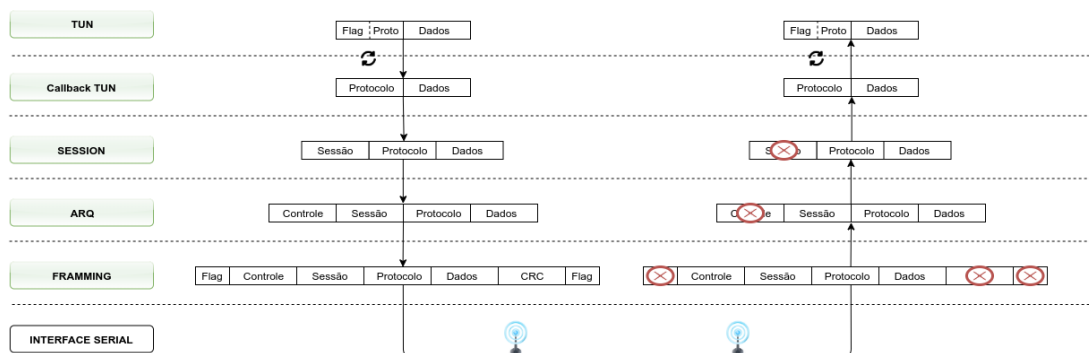 TUN
Flag Proto Dados
Flag Proto Dados
Callback TUN
Protocolo Dados
Protocolo Dados
SESSION
Sessão Protocolo Dados
Protocolo Dados
ARQ
Controle Sessão Protocolo Dados
Sessão Protocolo Dados
FRAMMING
Flag Controle Sessão Protocolo Dados CRC Flag
Controle Sessão Protocolo Dados
INTERFACE SERIAL